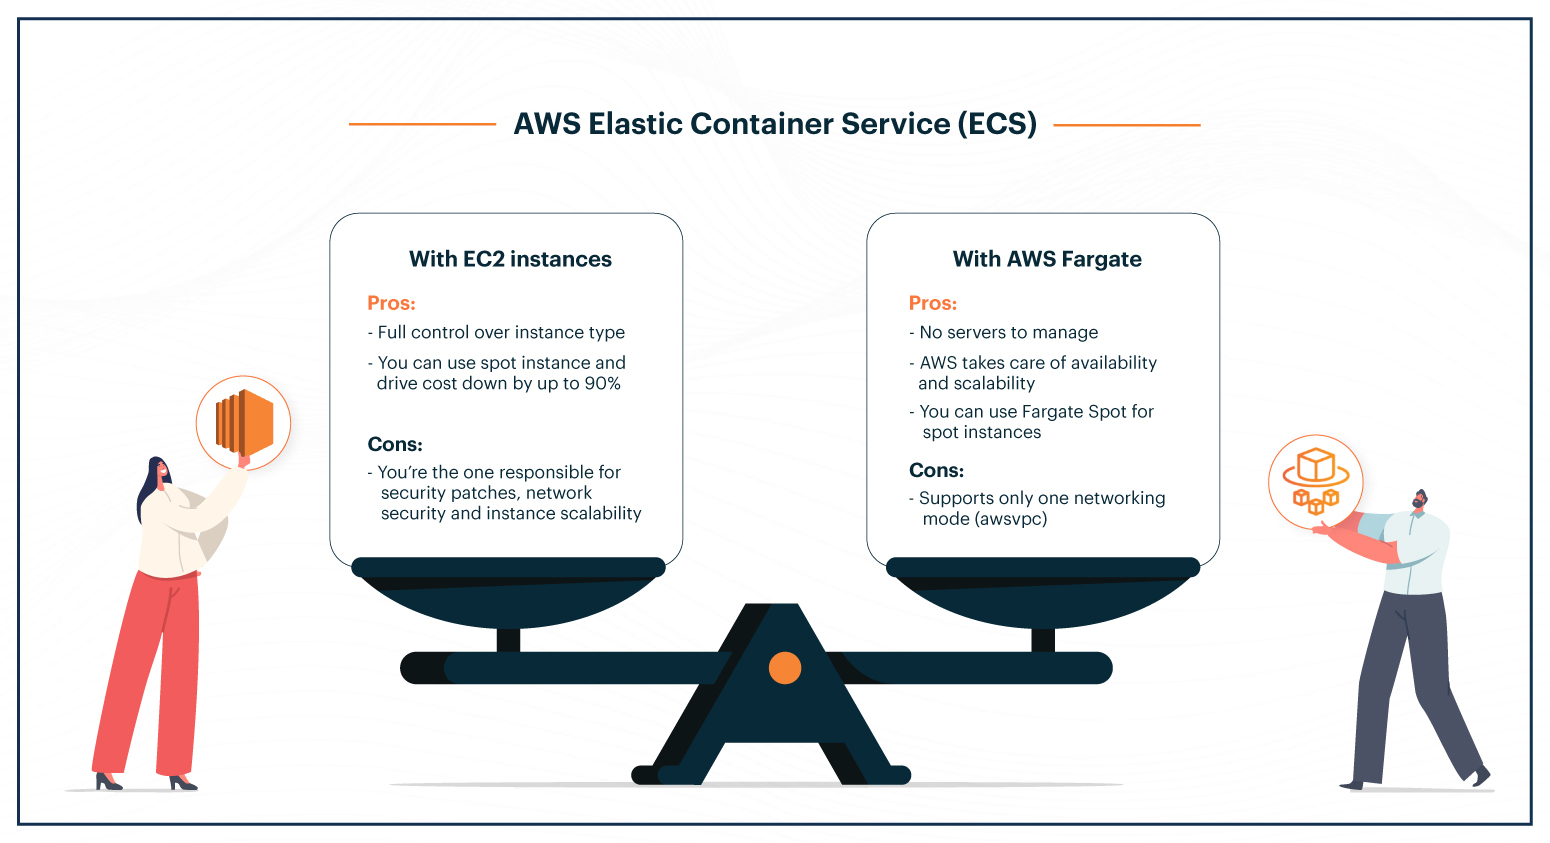 AWS Elastic Container Service (ECS)
With EC2 instances
Pros:
- Full control over instance type
- You can use spot instance and
drive cost down by up to 90%
Cons:
- You’re the one responsible for
security patches, network
security and instance scalability
With AWS Fargate
Pros:
- No servers to manage
- AWS takes care of availability
and scalability
- You can use Fargate Spot for
spot instances
Cons:
- Supports only one networking
mode (awsvpc)